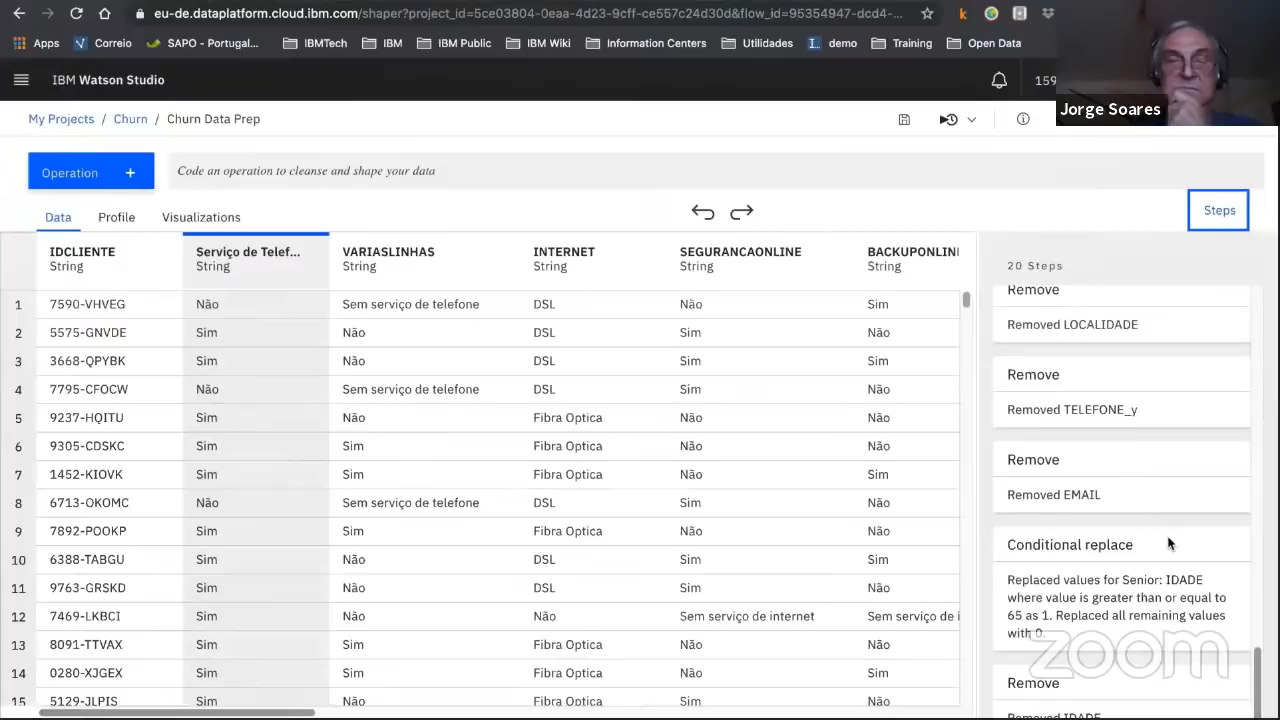 eu-de.dataplatform.cloud.ibm.com/shaper?project_id=5ce03804-0eaa-4d23-9cff-ce557c24d30d&flow_id=95354947-dcd4-...
Apps Correio SAPO - Portugal... IBMTech IBM IBM Public IBM Wiki Information Centers Utilidades demo Training Open Data
IBM Watson Studio 159
Jorge Soares
My Projects / Churn / Churn Data Prep
Operation + Code an operation to cleanse and shape your data
Data Profile Visualizations Steps
IDCLIENTE Serviço de Telef... VARIASLINHAS INTERNET SEGURANCAONLINE BACKUPONLIN
String String String String String String
20 Steps
1 7590-VHVEG Não Sem serviço de telefone DSL Não Sim
2 5575-GNVDE Sim Não DSL Sim Não
3 3668-QPYBK Sim Não DSL Sim Sim
4 7795-CFOCW Não Sem serviço de telefone DSL Sim Não
5 9237-HQITU Sim Não Fibra Optica Não Não
6 9305-CDSKC Sim Sim Fibra Optica Não Não
7 1452-KIOVK Sim Sim Fibra Optica Não Sim
8 6713-OKOMC Não Sem serviço de telefone DSL Sim Não
9 7892-POOKP Sim Sim Fibra Optica Não Não
10 6388-TABGU Sim Não DSL Sim Sim
11 9763-GRSKD Sim Não DSL Sim Não
12 7469-LKBCI Sim Não Não Sem serviço de internet Sem serviço de i
13 8091-TTVAX Sim Sim Fibra Optica Não Não
14 0280-XJGEX Sim Sim Fibra Optica Não Sim
15 5129-JLPIS Sim Não Fibra Optica Sim Não
Remove
Removed LOCALIDADE
Remove
Removed TELEFONE_y
Remove
Removed EMAIL
Conditional replace
Replaced values for Senior: IDADE
where value is greater than or equal to
65 as 1. Replaced all remaining values
with 0.
Remove
Removed IDADE
zoom